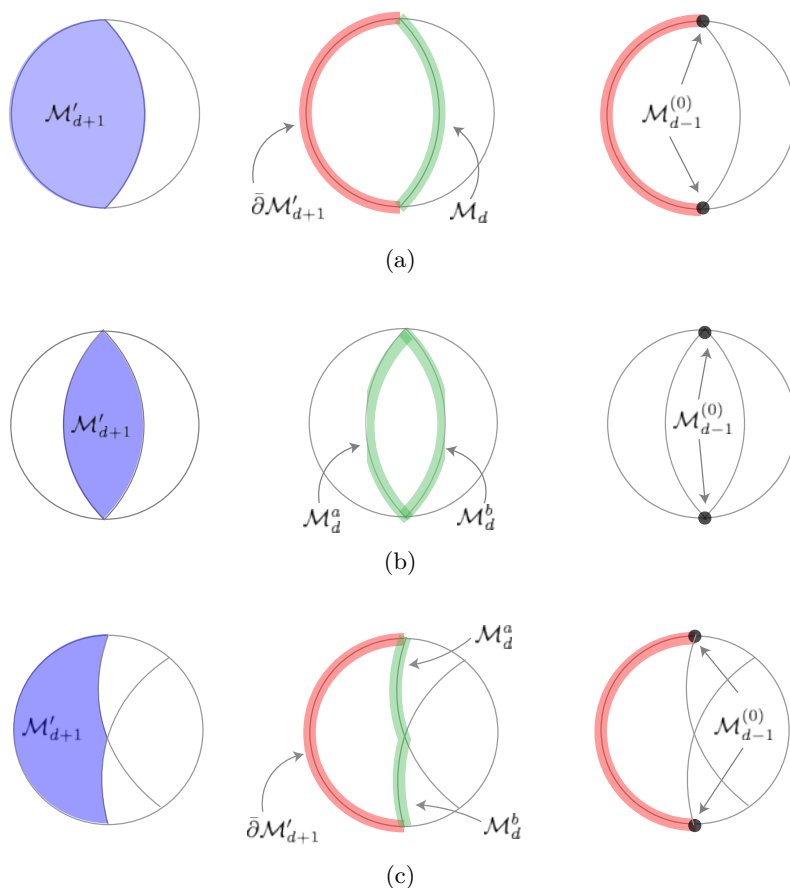 𝓜′_{d+1} 𝓜^{(0)}_{d−1}
∂̄𝓜′_{d+1} 𝓜_d
(a)
𝓜′_{d+1} 𝓜^{(0)}_{d−1}
𝓜^a_d 𝓜^b_d
(b)
𝓜^a_d
𝓜′_{d+1} 𝓜^{(0)}_{d−1}
∂̄𝓜′_{d+1} 𝓜^b_d
(c)